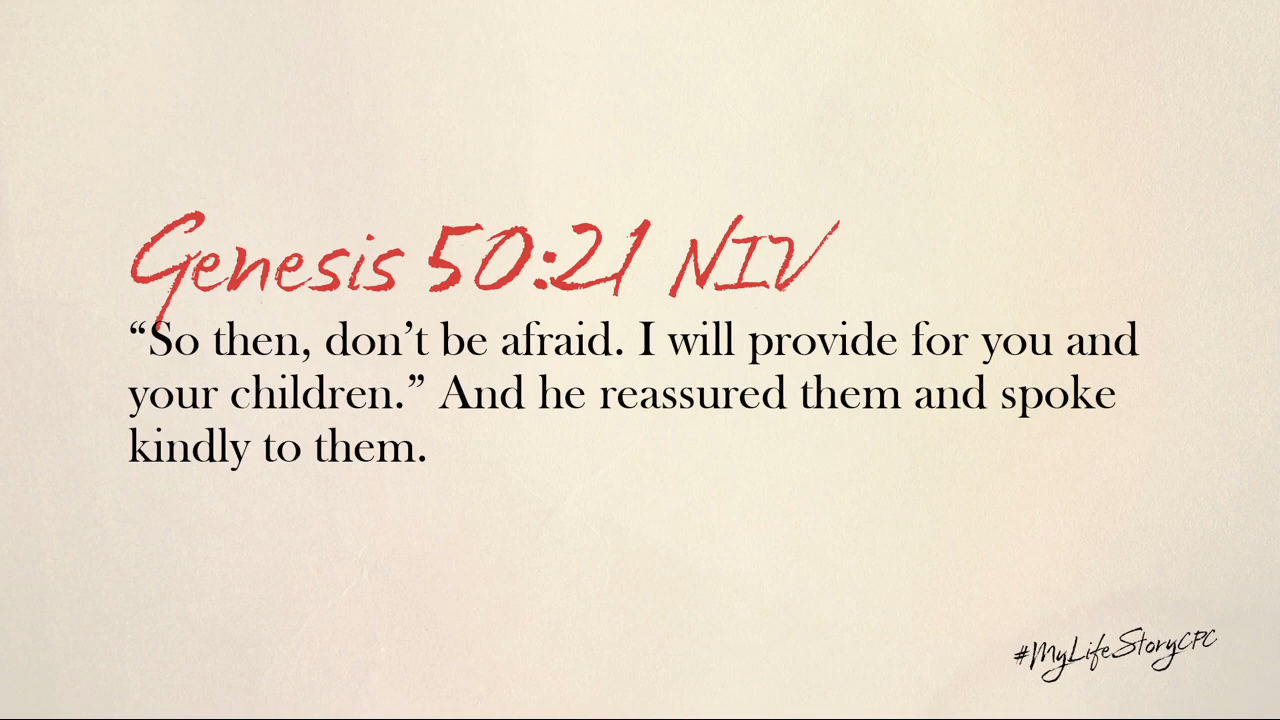 Genesis 50:21 NIV
“So then, don’t be afraid. I will provide for you and
your children.” And he reassured them and spoke
kindly to them.
#MyLifeStoryCPC